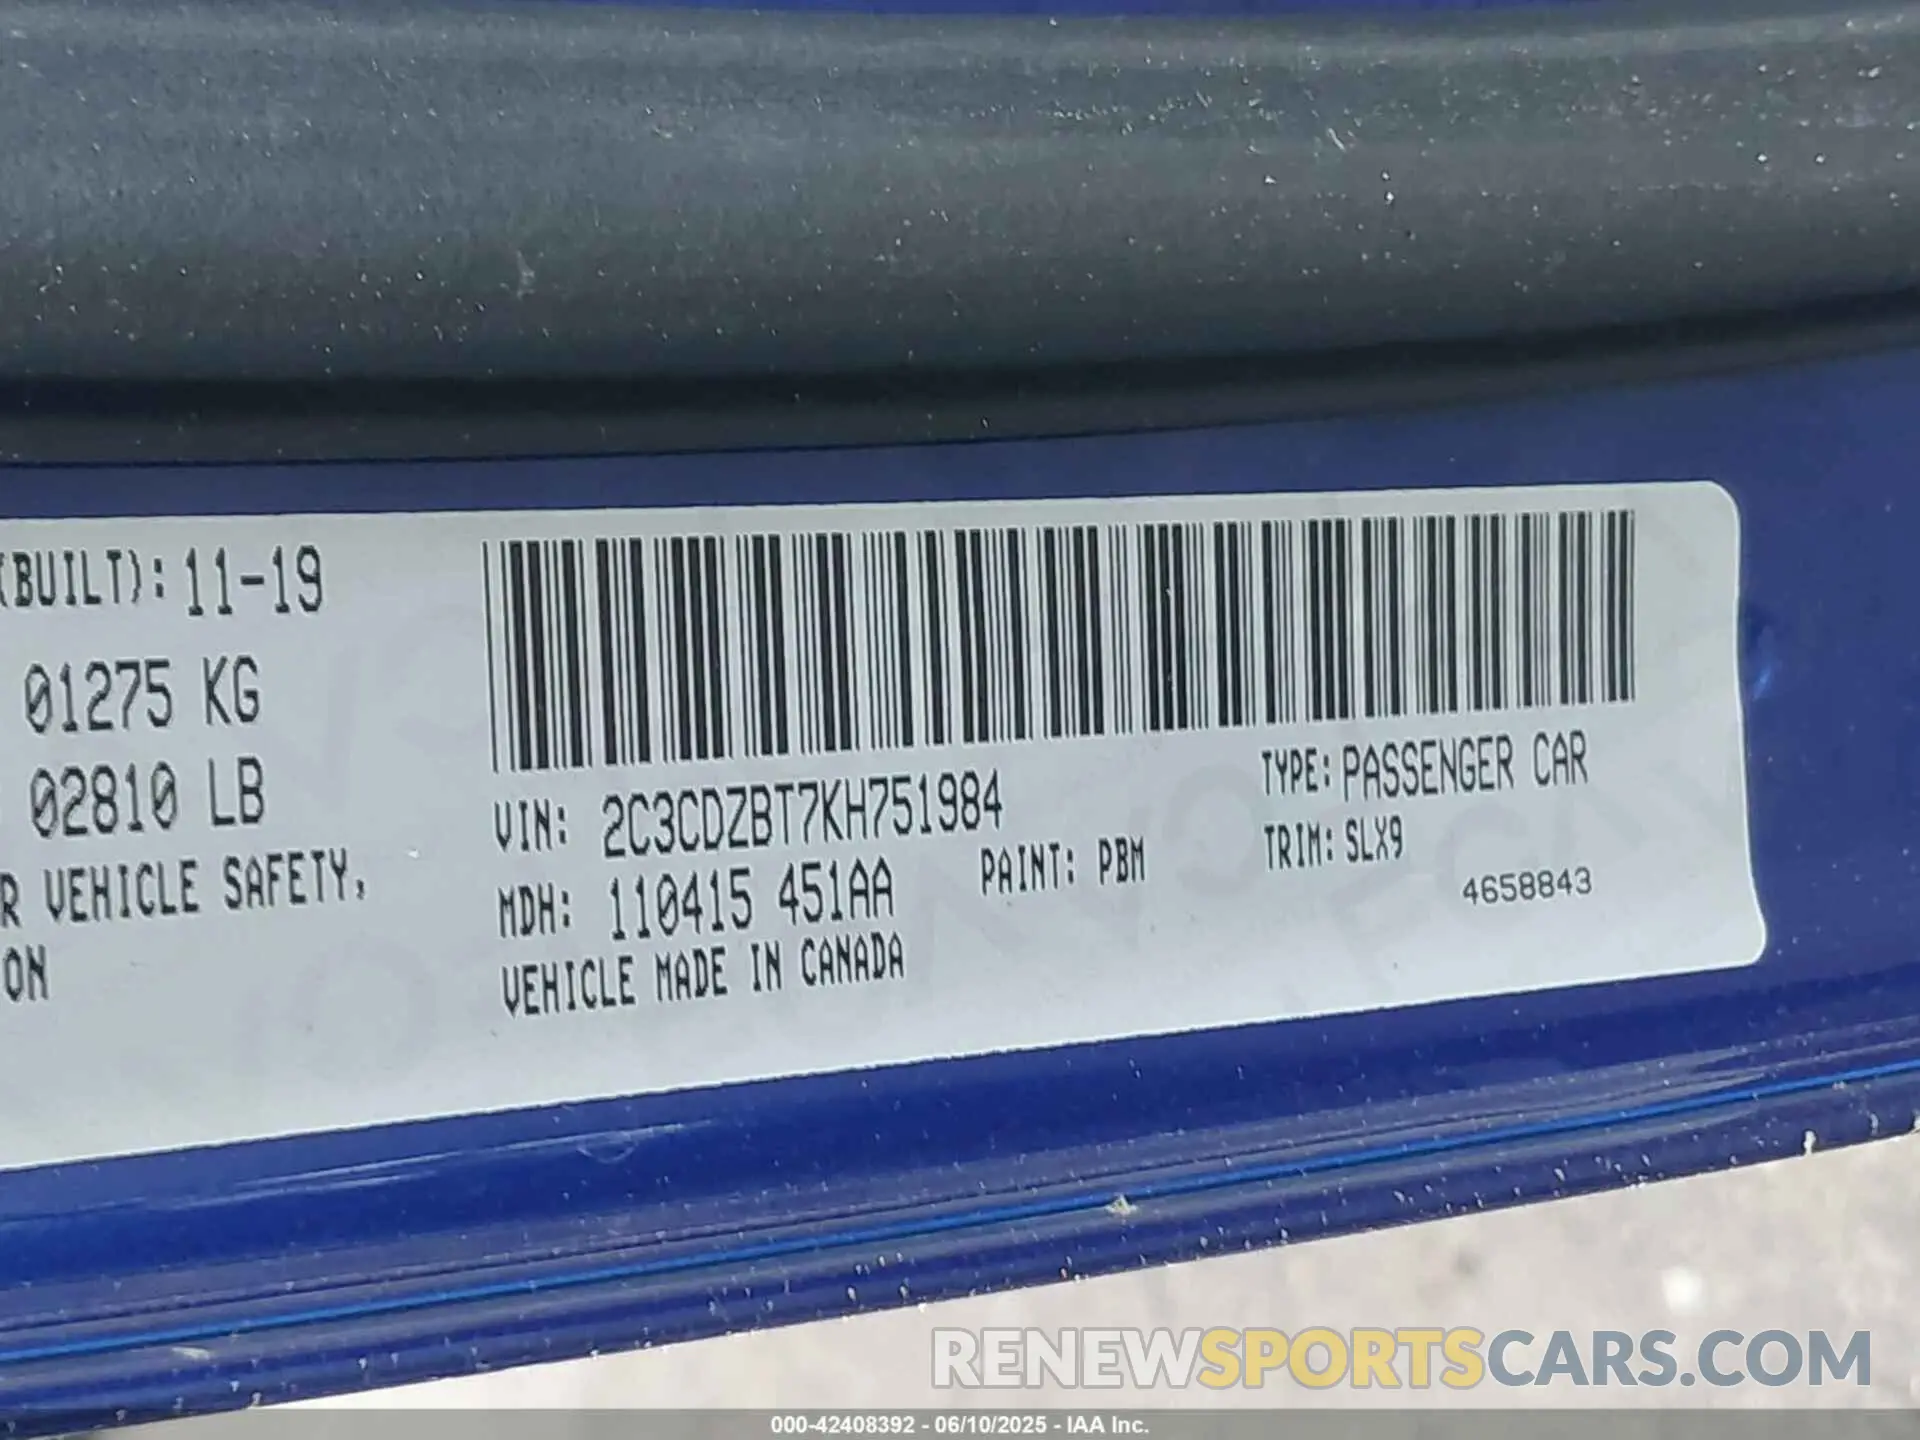 (BUILT): 11-19
01275 KG
02810 LB
R VEHICLE SAFETY,
ON
VIN: 2C3CDZBT7KH751984
TYPE: PASSENGER CAR
MDH: 110415 451AA
PAINT: PBM
TRIM: SLX9
4658843
VEHICLE MADE IN CANADA
RENEWSPORTSCARS.COM
000-42408392 - 06/10/2025 - IAA Inc.